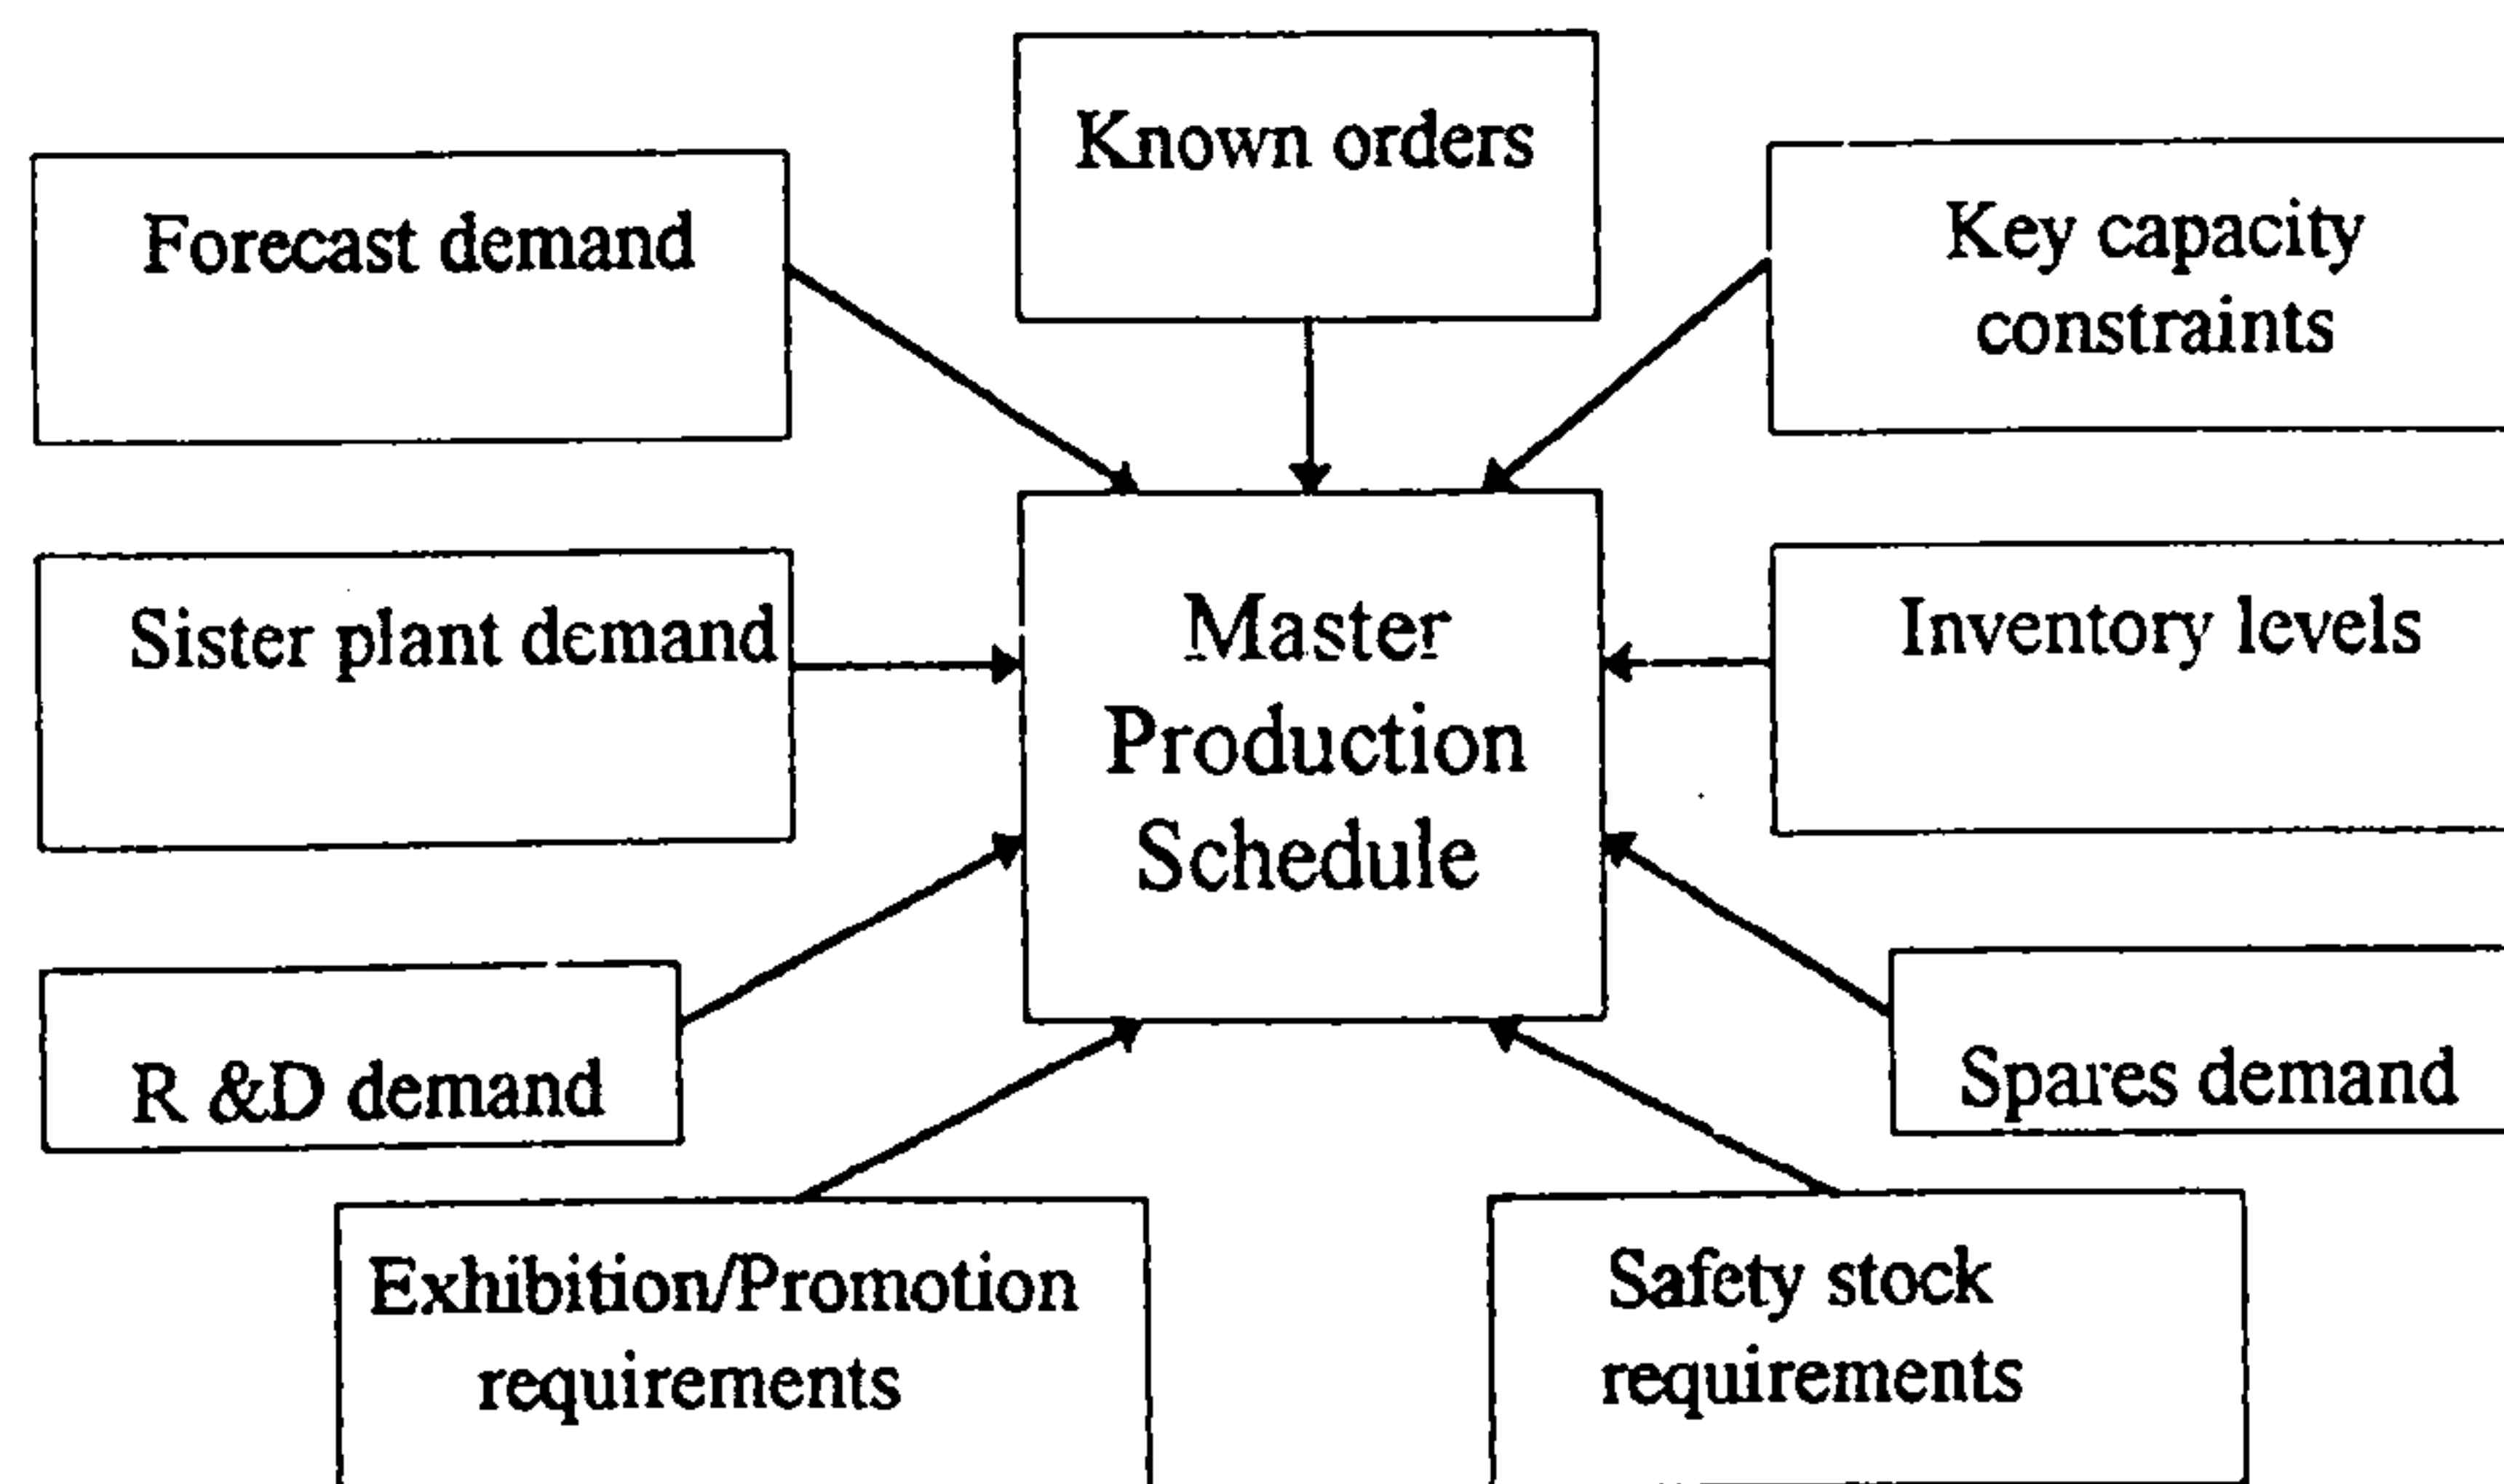 Known orders
Forecast demand
Key capacity
constraints
Sister plant demand
Master
Production
Schedule
Inventory levels
R &D demand
Spares demand
Exhibition/Promotion
requirements
Safety stock
requirements